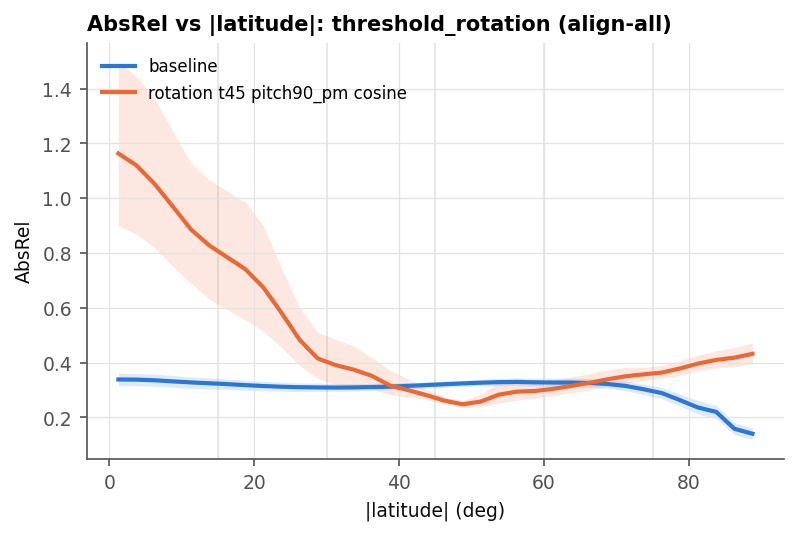 AbsRel vs |latitude|: threshold_rotation (align-all)
baseline
rotation t45 pitch90_pm cosine
AbsRel
1.4
1.2
1.0
0.8
0.6
0.4
0.2
0 20 40 60 80
|latitude| (deg)